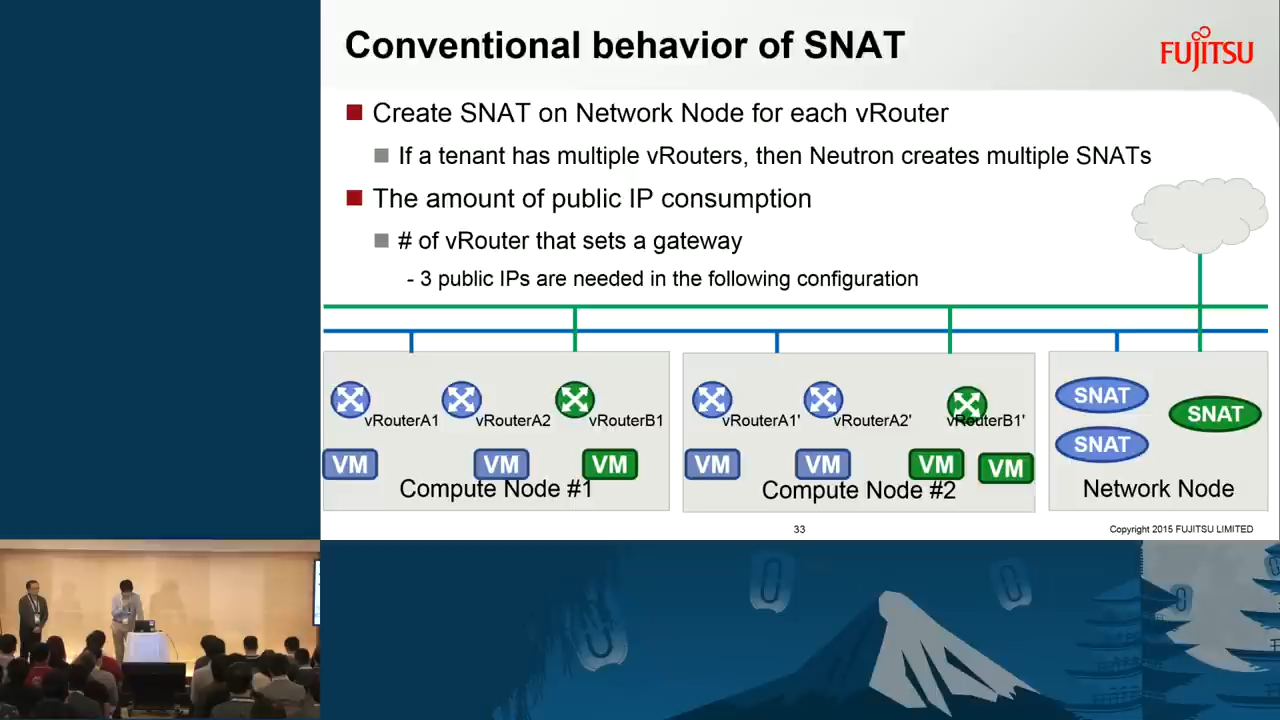 Conventional behavior of SNAT
FUJITSU
Create SNAT on Network Node for each vRouter
If a tenant has multiple vRouters, then Neutron creates multiple SNATs
The amount of public IP consumption
# of vRouter that sets a gateway
- 3 public IPs are needed in the following configuration
vRouterA1
vRouterA2
vRouterB1
VM
VM
VM
Compute Node #1
vRouterA1'
vRouterA2'
vRouterB1'
VM
VM
VM
VM
Compute Node #2
SNAT
SNAT
SNAT
Network Node
33
Copyright 2015 FUJITSU LIMITED